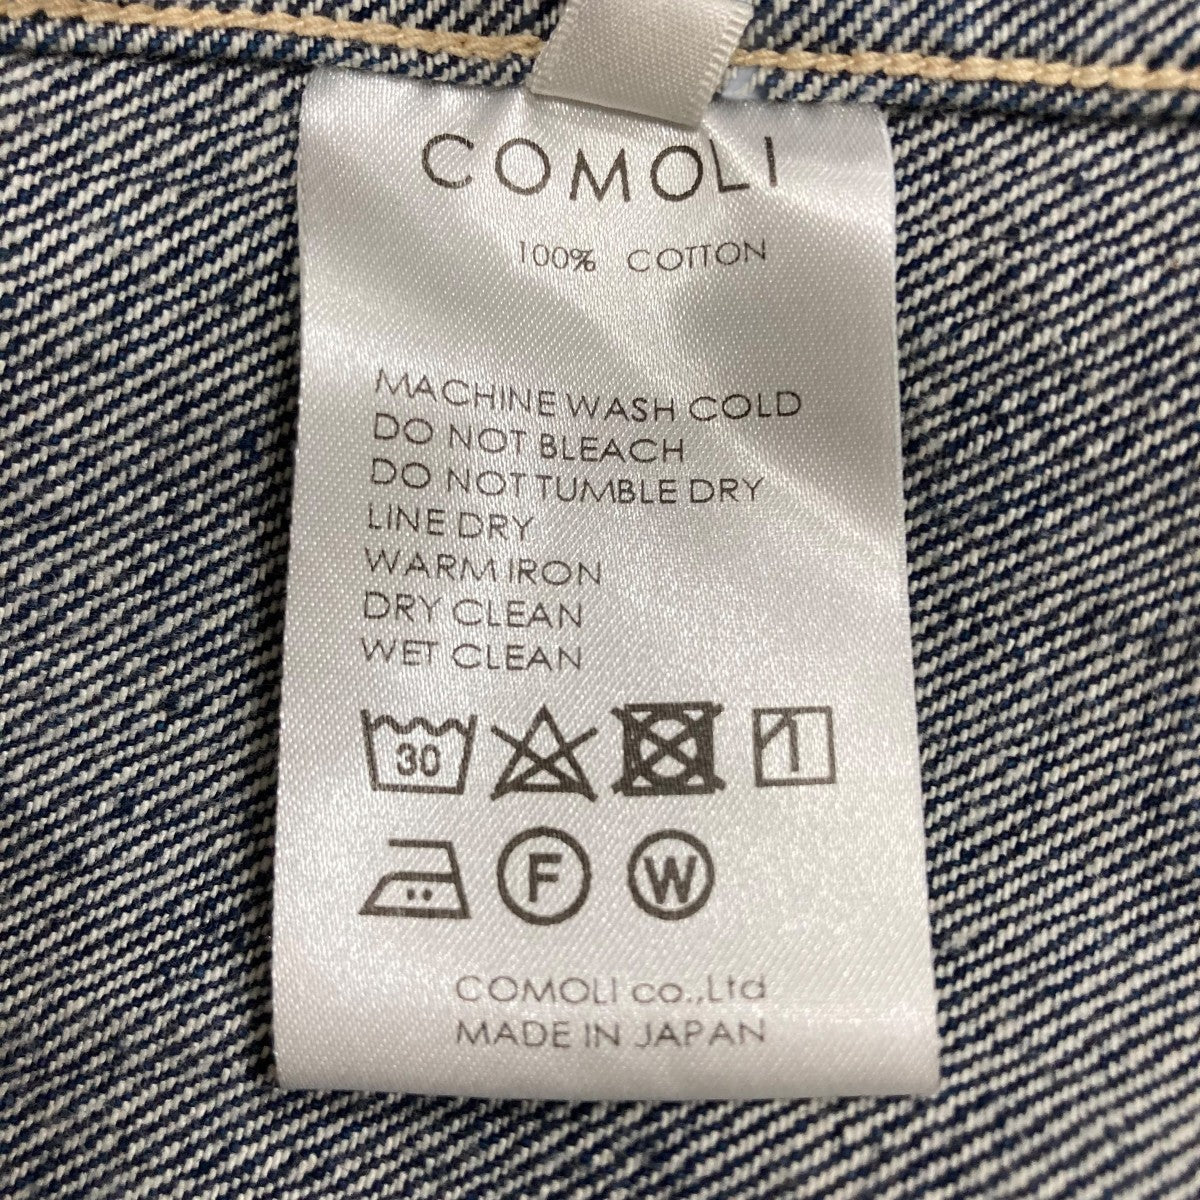 COMOLI
100% COTTON
MACHINE WASH COLD
DO NOT BLEACH
DO NOT TUMBLE DRY
LINE DRY
WARM IRON
DRY CLEAN
WET CLEAN
30
F W
COMOLI co.,Ltd
MADE IN JAPAN